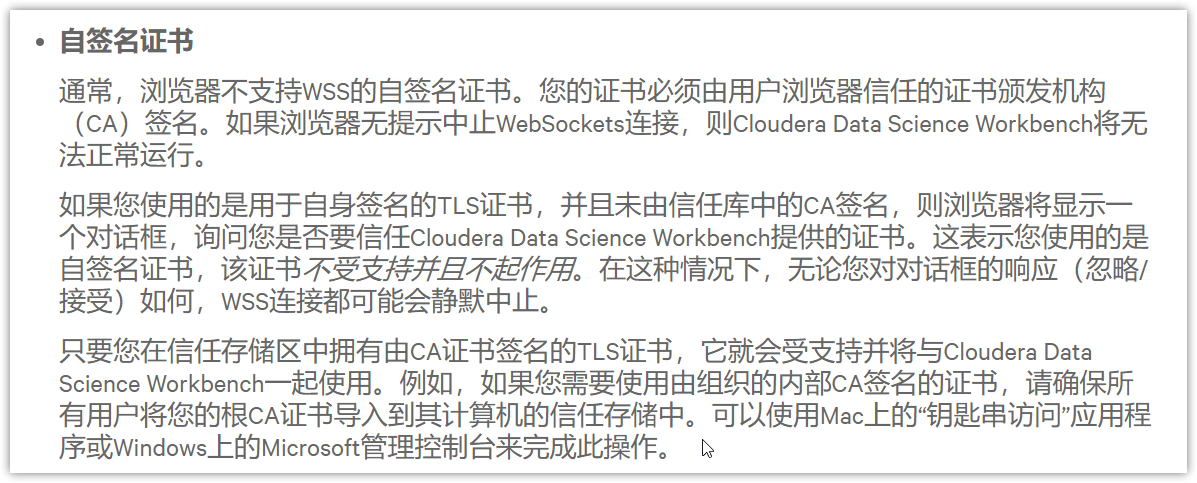 自签名证书
通常，浏览器不支持WSS的自签名证书。您的证书必须由用户浏览器信任的证书颁发机构
（CA）签名。如果浏览器无提示中止WebSockets连接，则Cloudera Data Science Workbench将无
法正常运行。
如果您使用的是用于自身签名的TLS证书，并且未由信任库中的CA签名，则浏览器将显示一
个对话框，询问您是否要信任Cloudera Data Science Workbench提供的证书。这表示您使用的是
自签名证书，该证书不受支持并且不起作用。在这种情况下，无论您对对话框的响应（忽略/
接受）如何，WSS连接都可能会静默中止。
只要您在信任存储区中拥有由CA证书签名的TLS证书，它就会受支持并将与Cloudera Data
Science Workbench一起使用。例如，如果您需要使用由组织的内部CA签名的证书，请确保所
有用户将您的根CA证书导入到其计算机的信任存储中。可以使用Mac上的“钥匙串访问”应用程
序或Windows上的Microsoft管理控制台来完成此操作。